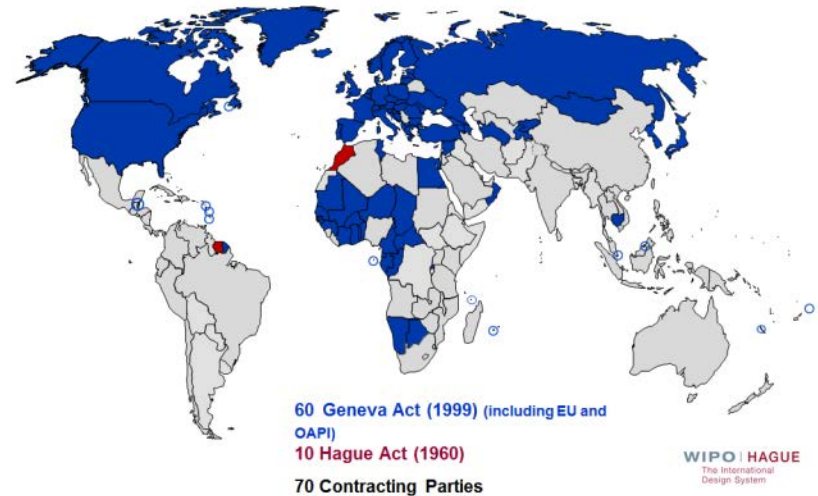 60 Geneva Act (1999) (including EU and
OAPI)
10 Hague Act (1960)
70 Contracting Parties
WIPO | HAGUE
The International
Design System